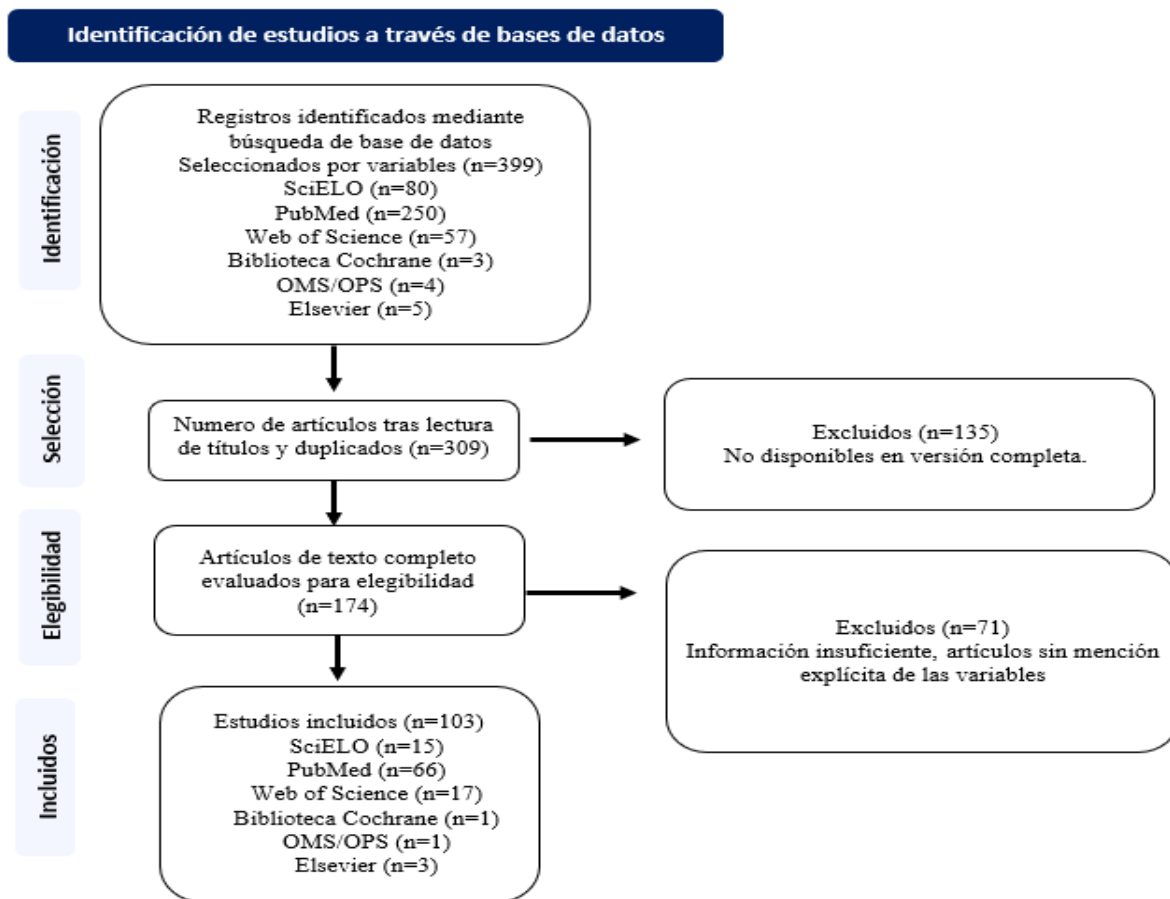 Identificación de estudios a través de bases de datos
Identificación
Registros identificados mediante
búsqueda de base de datos
Seleccionados por variables (n=399)
SciELO (n=80)
PubMed (n=250)
Web of Science (n=57)
Biblioteca Cochrane (n=3)
OMS/OPS (n=4)
Elsevier (n=5)
Selección
Numero de artículos tras lectura
de títulos y duplicados (n=309)
Excluidos (n=135)
No disponibles en versión completa.
Elegibilidad
Artículos de texto completo
evaluados para elegibilidad
(n=174)
Excluidos (n=71)
Información insuficiente, artículos sin mención
explícita de las variables
Incluidos
Estudios incluidos (n=103)
SciELO (n=15)
PubMed (n=66)
Web of Science (n=17)
Biblioteca Cochrane (n=1)
OMS/OPS (n=1)
Elsevier (n=3)